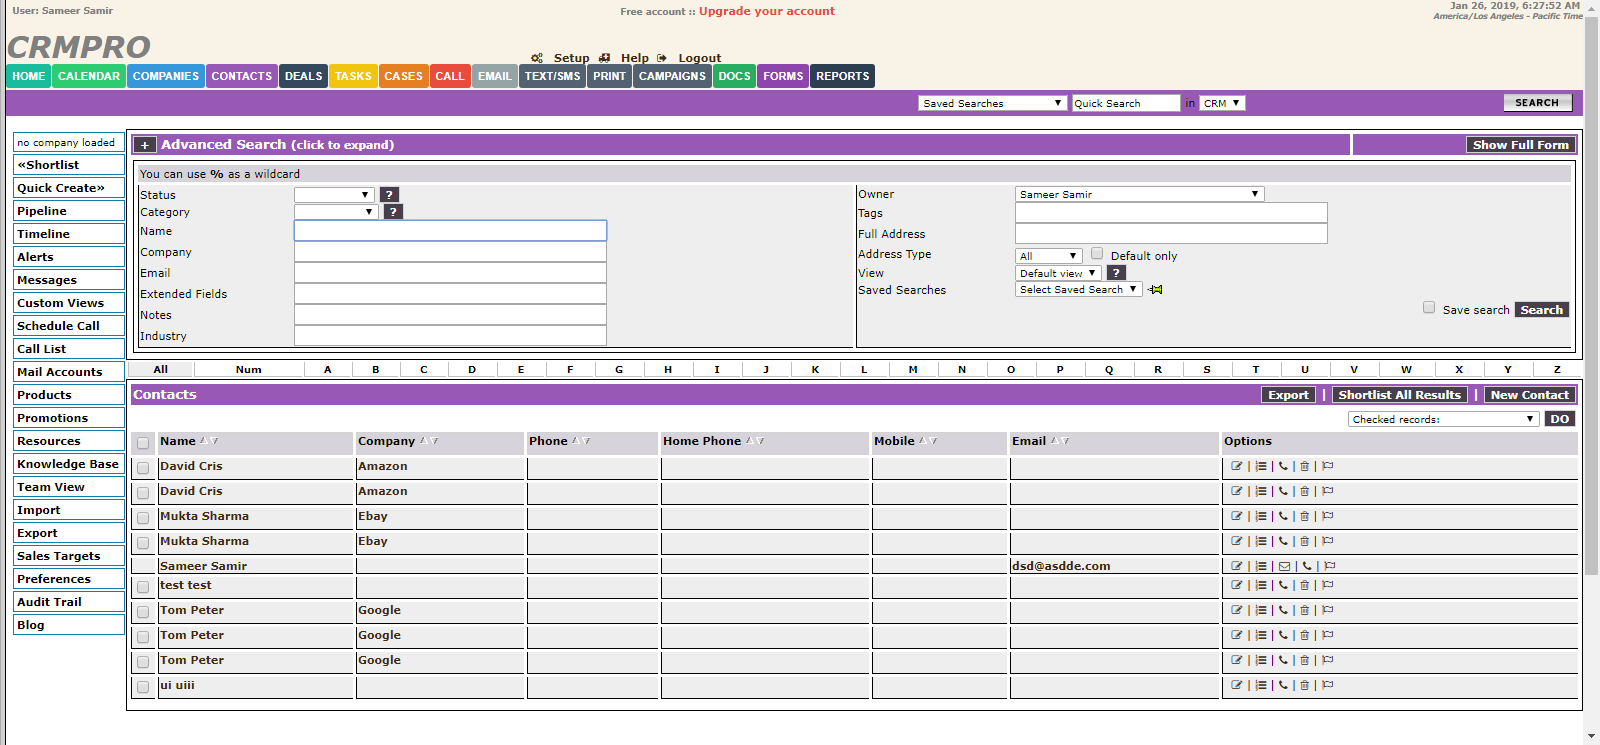 User: Sameer Samir
Free account :: Upgrade your account
Jan 26, 2019, 6:27:52 AM
America/Los Angeles - Pacific Time
CRMPRO
Setup Help Logout
HOME CALENDAR COMPANIES CONTACTS DEALS TASKS CASES CALL EMAIL TEXT/SMS PRINT CAMPAIGNS DOCS FORMS REPORTS
Saved Searches Quick Search in CRM SEARCH
no company loaded
«Shortlist
Quick Create»
Pipeline
Timeline
Alerts
Messages
Custom Views
Schedule Call
Call List
Mail Accounts
Products
Promotions
Resources
Knowledge Base
Team View
Import
Export
Sales Targets
Preferences
Audit Trail
Blog
+ Advanced Search (click to expand) Show Full Form
You can use % as a wildcard
Status ?
Category ?
Name
Company
Email
Extended Fields
Notes
Industry
Owner Sameer Samir
Tags
Full Address
Address Type All Default only
View Default view ?
Saved Searches Select Saved Search
Save search Search
All Num A B C D E F G H I J K L M N O P Q R S T U V W X Y Z
Contacts Export | Shortlist All Results | New Contact
Checked records: DO
Name Company Phone Home Phone Mobile Email Options
David Cris Amazon
David Cris Amazon
Mukta Sharma Ebay
Mukta Sharma Ebay
Sameer Samir dsd@asdde.com
test test
Tom Peter Google
Tom Peter Google
Tom Peter Google
ui uiii